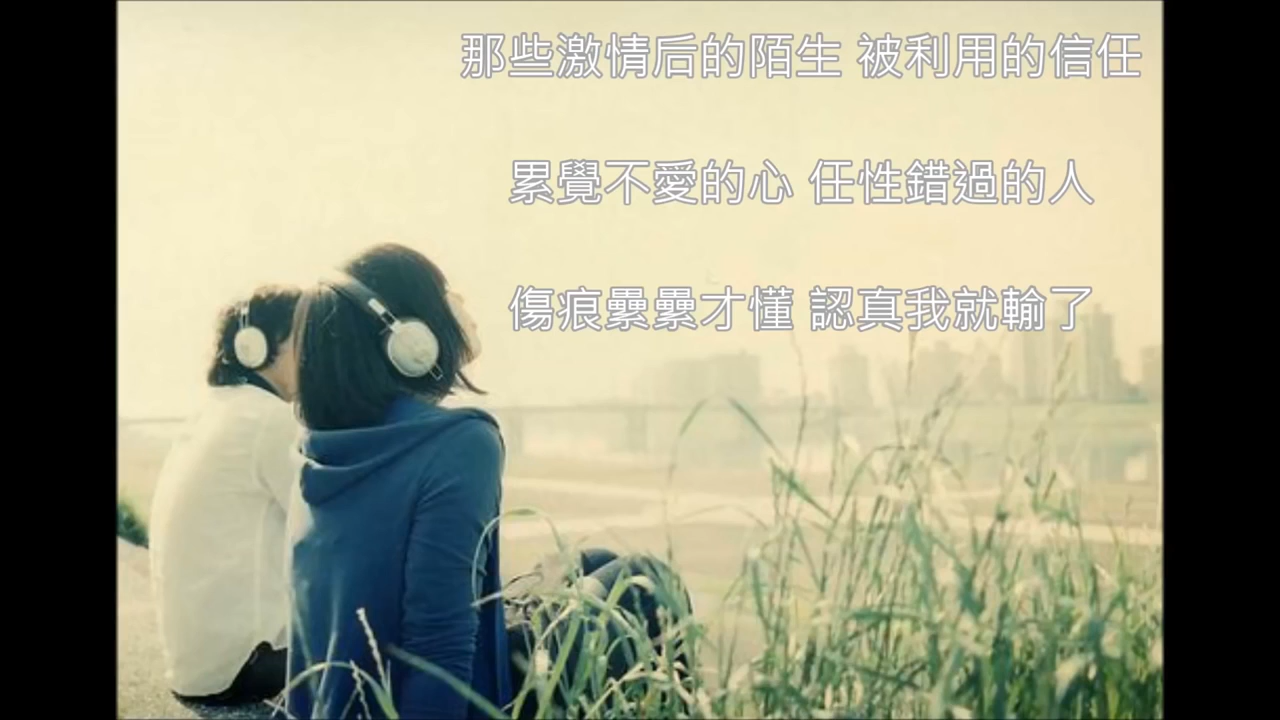 那些激情后的陌生 被利用的信任
累覺不愛的心 任性錯過的人
傷痕纍纍才懂 認真我就輸了